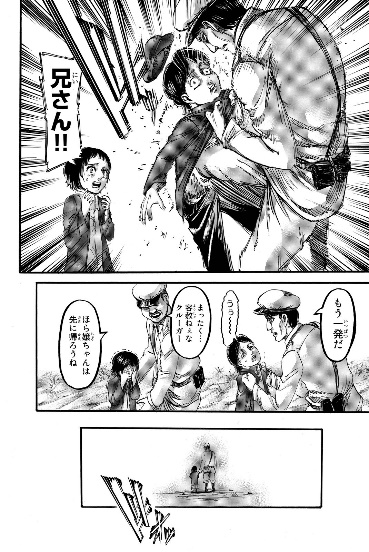 兄さん!!
もう一発だ
うっ
まったく…
容赦ねぇな
クルーガー
ほら嬢ちゃんは
先に帰ろうね